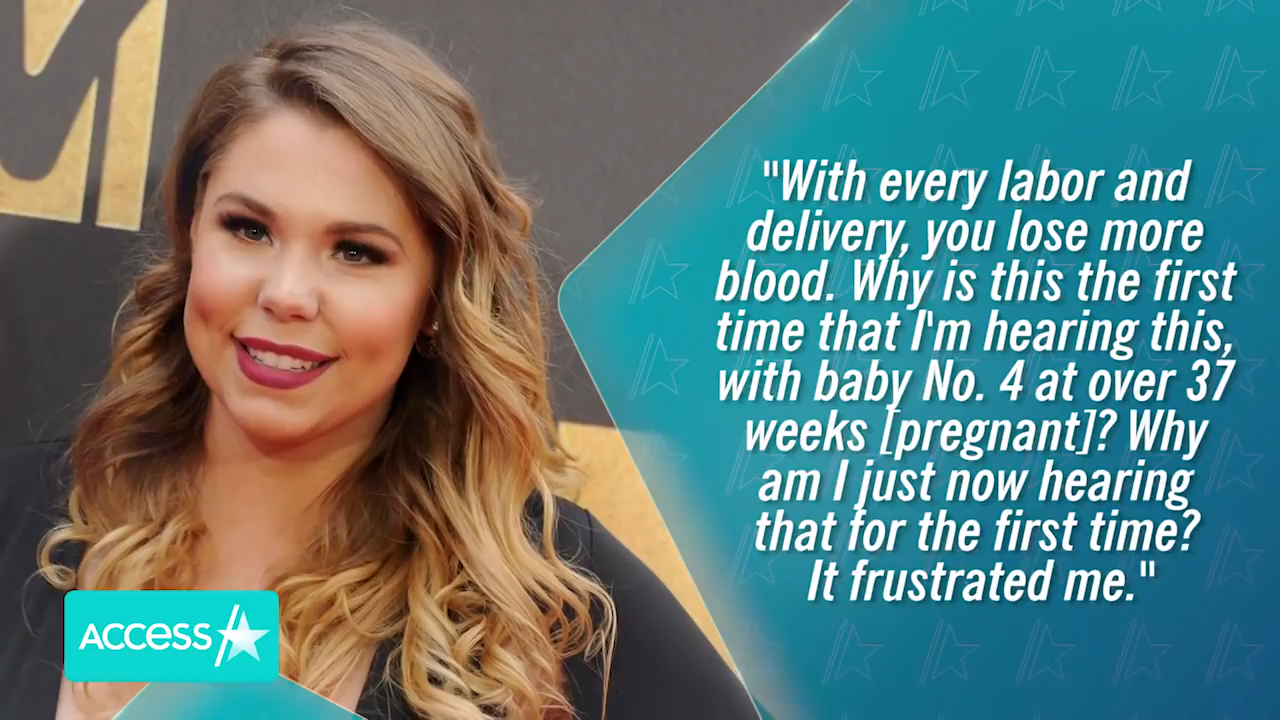 "With every labor and
delivery, you lose more
blood. Why is this the first
time that I'm hearing this,
with baby No. 4 at over 37
weeks [pregnant]? Why
am I just now hearing
that for the first time?
It frustrated me."
ACCESS